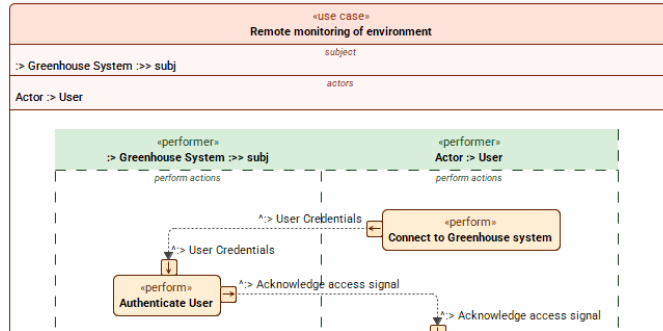 «use case»
Remote monitoring of environment
subject
:> Greenhouse System :>> subj
actors
Actor :> User
«performer»
:> Greenhouse System :>> subj
perform actions
«performer»
Actor :> User
perform actions
^:> User Credentials
«perform»
Connect to Greenhouse system
^:> User Credentials
«perform»
Authenticate User
^:> Acknowledge access signal
^:> Acknowledge access signal